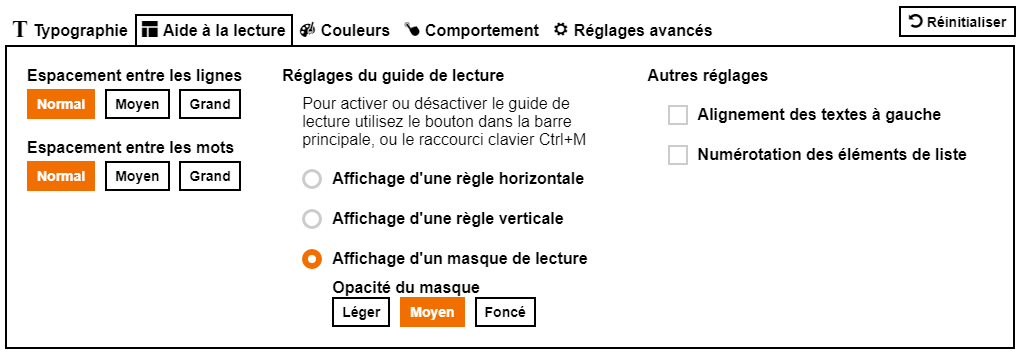 Typographie
Aide à la lecture
Couleurs
Comportement
Réglages avancés
Réinitialiser
Espacement entre les lignes
Normal
Moyen
Grand
Espacement entre les mots
Normal
Moyen
Grand
Réglages du guide de lecture
Pour activer ou désactiver le guide de
lecture utilisez le bouton dans la barre
principale, ou le raccourci clavier Ctrl+M
Affichage d'une règle horizontale
Affichage d'une règle verticale
Affichage d'un masque de lecture
Opacité du masque
Léger
Moyen
Foncé
Autres réglages
Alignement des textes à gauche
Numérotation des éléments de liste